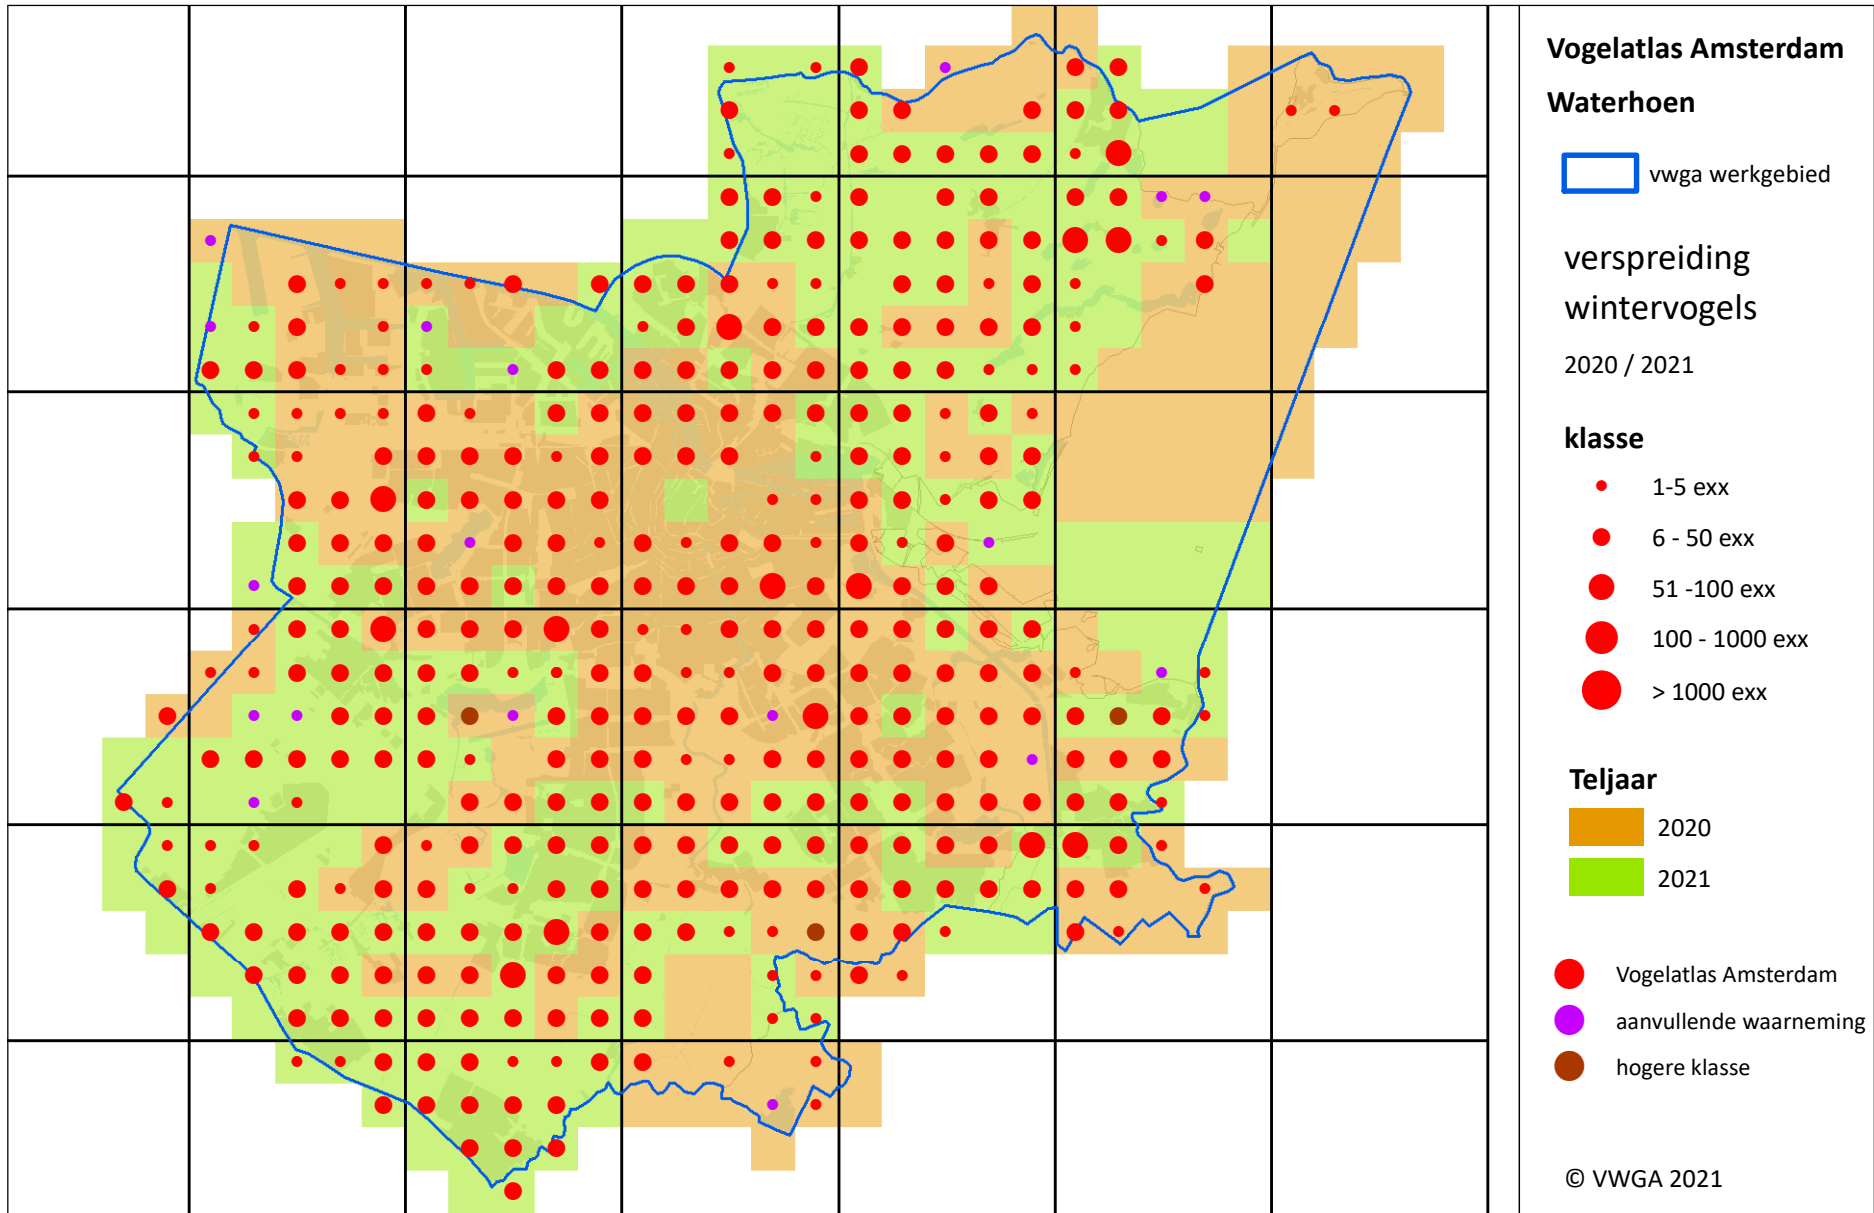 Vogelatlas Amsterdam
Waterhoen
vwga werkgebied
verspreiding
wintervogels
2020 / 2021
klasse
1-5 exx
6 - 50 exx
51 -100 exx
100 - 1000 exx
> 1000 exx
Teljaar
2020
2021
Vogelatlas Amsterdam
aanvullende waarneming
hogere klasse
© VWGA 2021